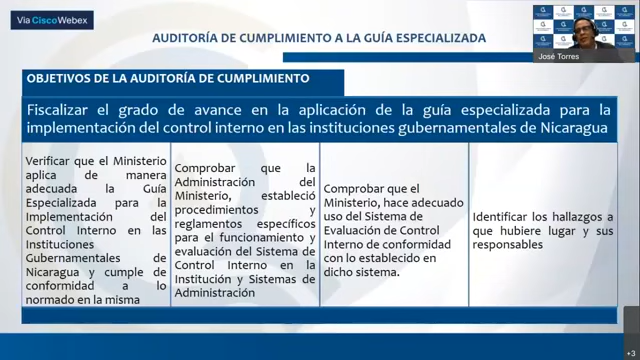 Vía CiscoWebex
AUDITORÍA DE CUMPLIMIENTO A LA GUÍA ESPECIALIZADA
José Torres
OBJETIVOS DE LA AUDITORÍA DE CUMPLIMIENTO
Fiscalizar el grado de avance en la aplicación de la guía especializada para la
implementación del control interno en las instituciones gubernamentales de Nicaragua
Verificar que el Ministerio
aplica de manera
adecuada la Guía
Especializada para la
Implementación del
Control Interno en las
Instituciones
Gubernamentales de
Nicaragua y cumple de
conformidad a lo
normado en la misma
Comprobar que la
Administración del
Ministerio, estableció
procedimientos y
reglamentos específicos
para el funcionamiento y
evaluación del Sistema de
Control Interno en la
Institución y Sistemas de
Administración
Comprobar que el
Ministerio, hace adecuado
uso del Sistema de
Evaluación de Control
Interno de conformidad
con lo establecido en
dicho sistema.
Identificar los hallazgos a
que hubiere lugar y sus
responsables
+3